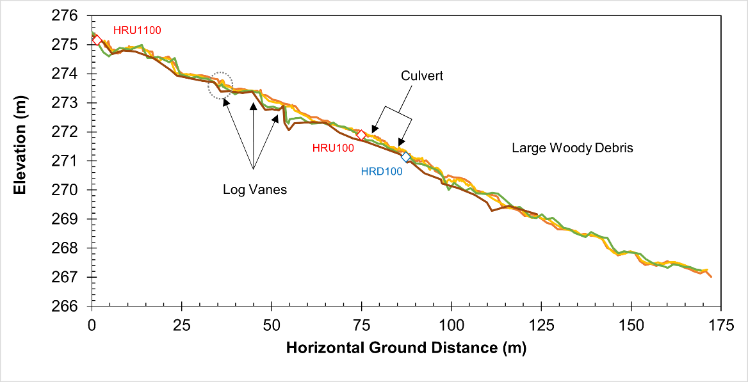 276
275
274
273
272
271
270
269
268
267
266
Elevation (m)
HRU1100
Culvert
Large Woody Debris
HRU100
HRD100
Log Vanes
0 25 50 75 100 125 150 175
Horizontal Ground Distance (m)